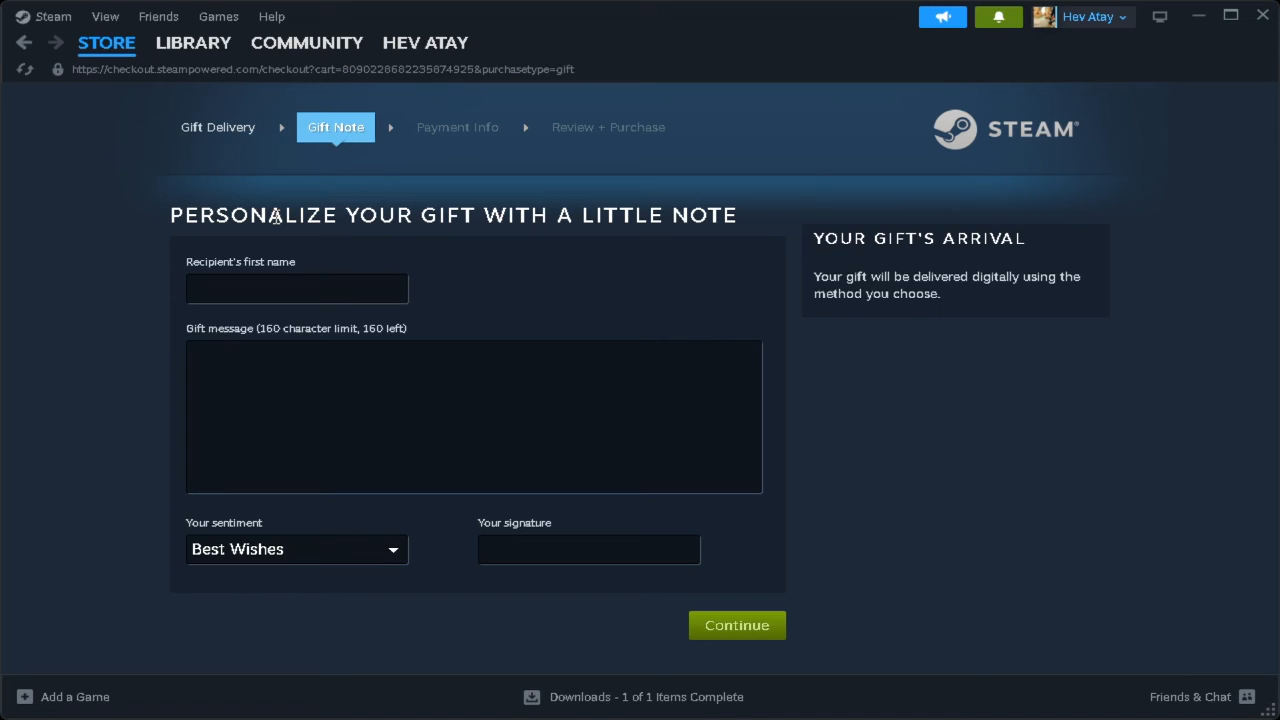 Steam View Friends Games Help Hev Atay
STORE LIBRARY COMMUNITY HEV ATAY
https://checkout.steampowered.com/checkout?cart=8090228682235874925&purchasetype=gift
Gift Delivery Gift Note Payment Info Review + Purchase STEAM®
PERSONALIZE YOUR GIFT WITH A LITTLE NOTE
Recipient's first name
Gift message (160 character limit, 160 left)
Your sentiment Your signature
Best Wishes
Continue
YOUR GIFT'S ARRIVAL
Your gift will be delivered digitally using the
method you choose.
Add a Game Downloads - 1 of 1 Items Complete Friends & Chat